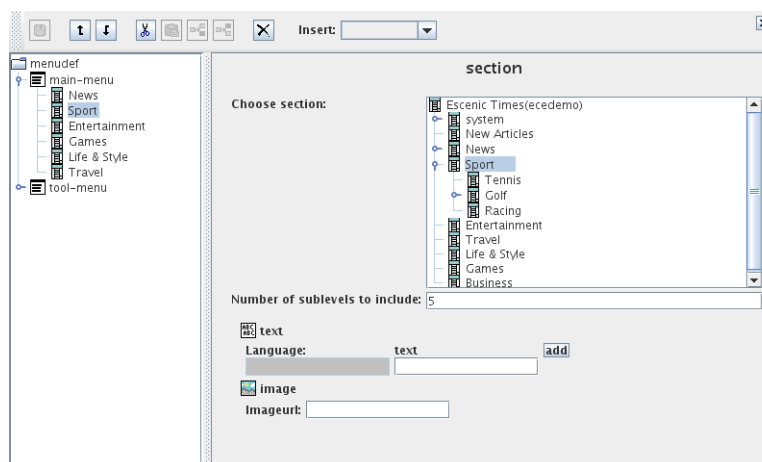 Insert:
menudef
main-menu
News
Sport
Entertainment
Games
Life & Style
Travel
tool-menu
section
Choose section:
Escenic Times(ecedemo)
system
New Articles
News
Sport
Tennis
Golf
Racing
Entertainment
Travel
Life & Style
Games
Business
Number of sublevels to include: 5
text
Language: text add
image
Imageurl: